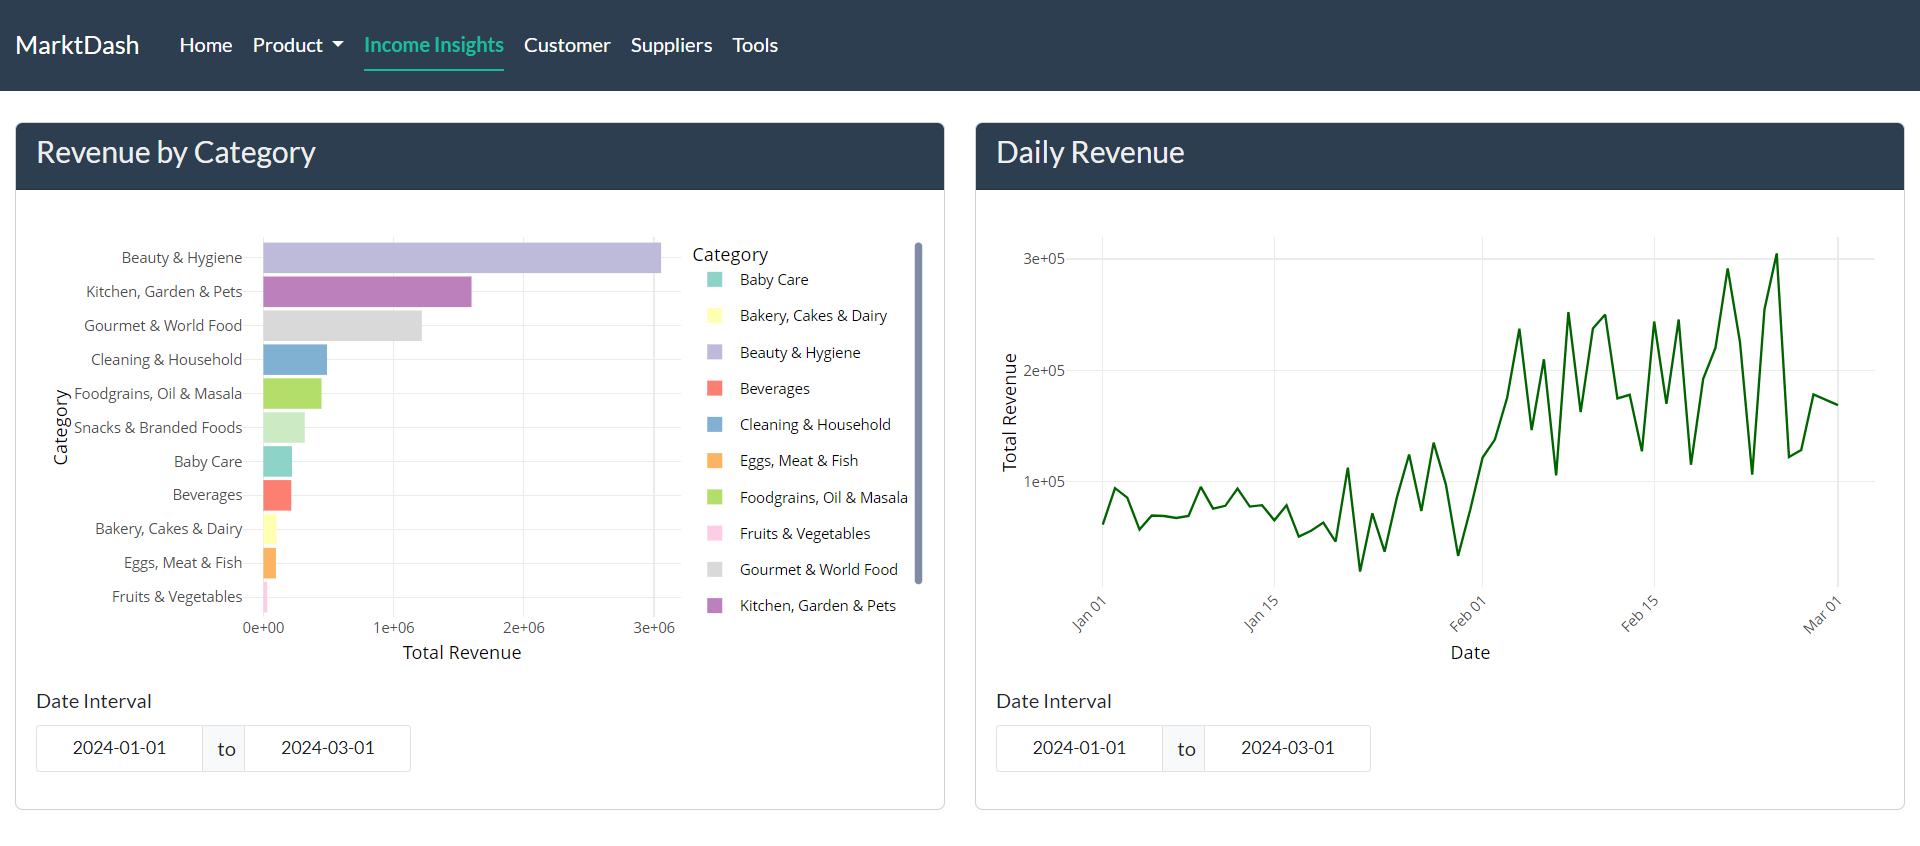 MarktDash Home Product Income Insights Customer Suppliers Tools
Revenue by Category
Category
Beauty & Hygiene
Kitchen, Garden & Pets
Gourmet & World Food
Cleaning & Household
Foodgrains, Oil & Masala
Snacks & Branded Foods
Baby Care
Beverages
Bakery, Cakes & Dairy
Eggs, Meat & Fish
Fruits & Vegetables
0e+00 1e+06 2e+06 3e+06
Total Revenue
Category
Baby Care
Bakery, Cakes & Dairy
Beauty & Hygiene
Beverages
Cleaning & Household
Eggs, Meat & Fish
Foodgrains, Oil & Masala
Fruits & Vegetables
Gourmet & World Food
Kitchen, Garden & Pets
Date Interval
2024-01-01 to 2024-03-01
Daily Revenue
Total Revenue
3e+05
2e+05
1e+05
Jan 01 Jan 15 Feb 01 Feb 15 Mar 01
Date
Date Interval
2024-01-01 to 2024-03-01